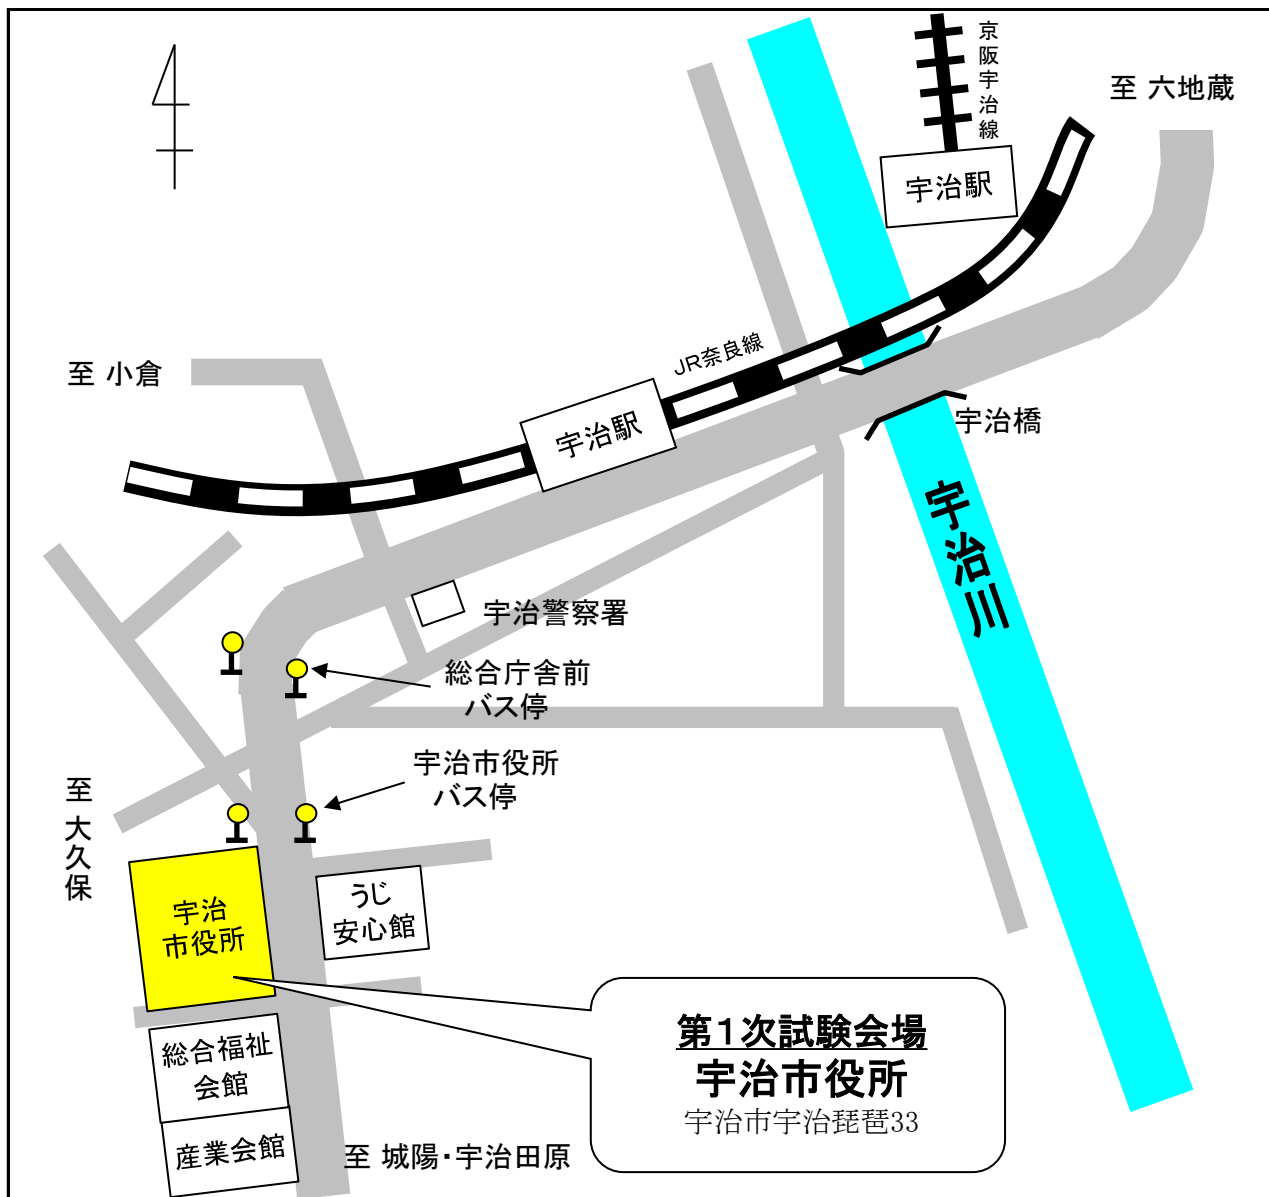 京阪宇治線
至 六地蔵
宇治駅
JR奈良線
至 小倉
宇治駅
宇治橋
宇治川
宇治警察署
総合庁舎前
バス停
宇治市役所
バス停
至 大久保
うじ
安心館
宇治
市役所
第1次試験会場
宇治市役所
宇治市宇治琵琶33
総合福祉
会館
産業会館
至 城陽・宇治田原